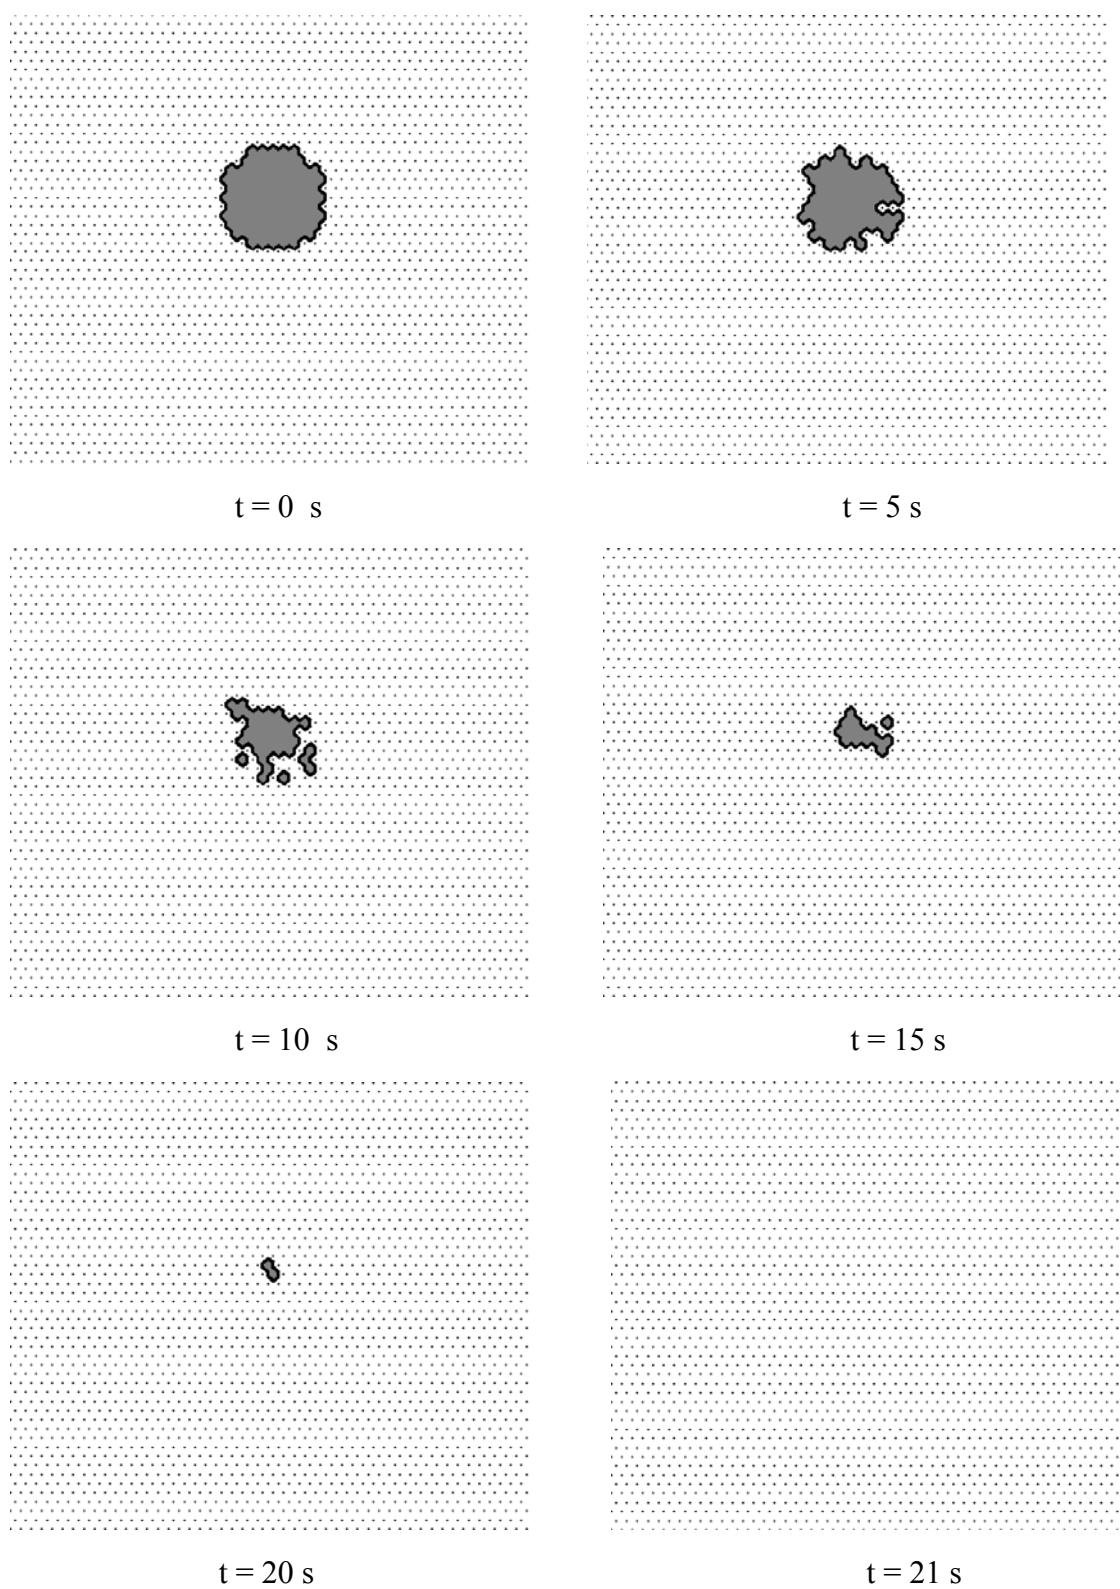 t = 0 s
t = 5 s
t = 10 s
t = 15 s
t = 20 s
t = 21 s